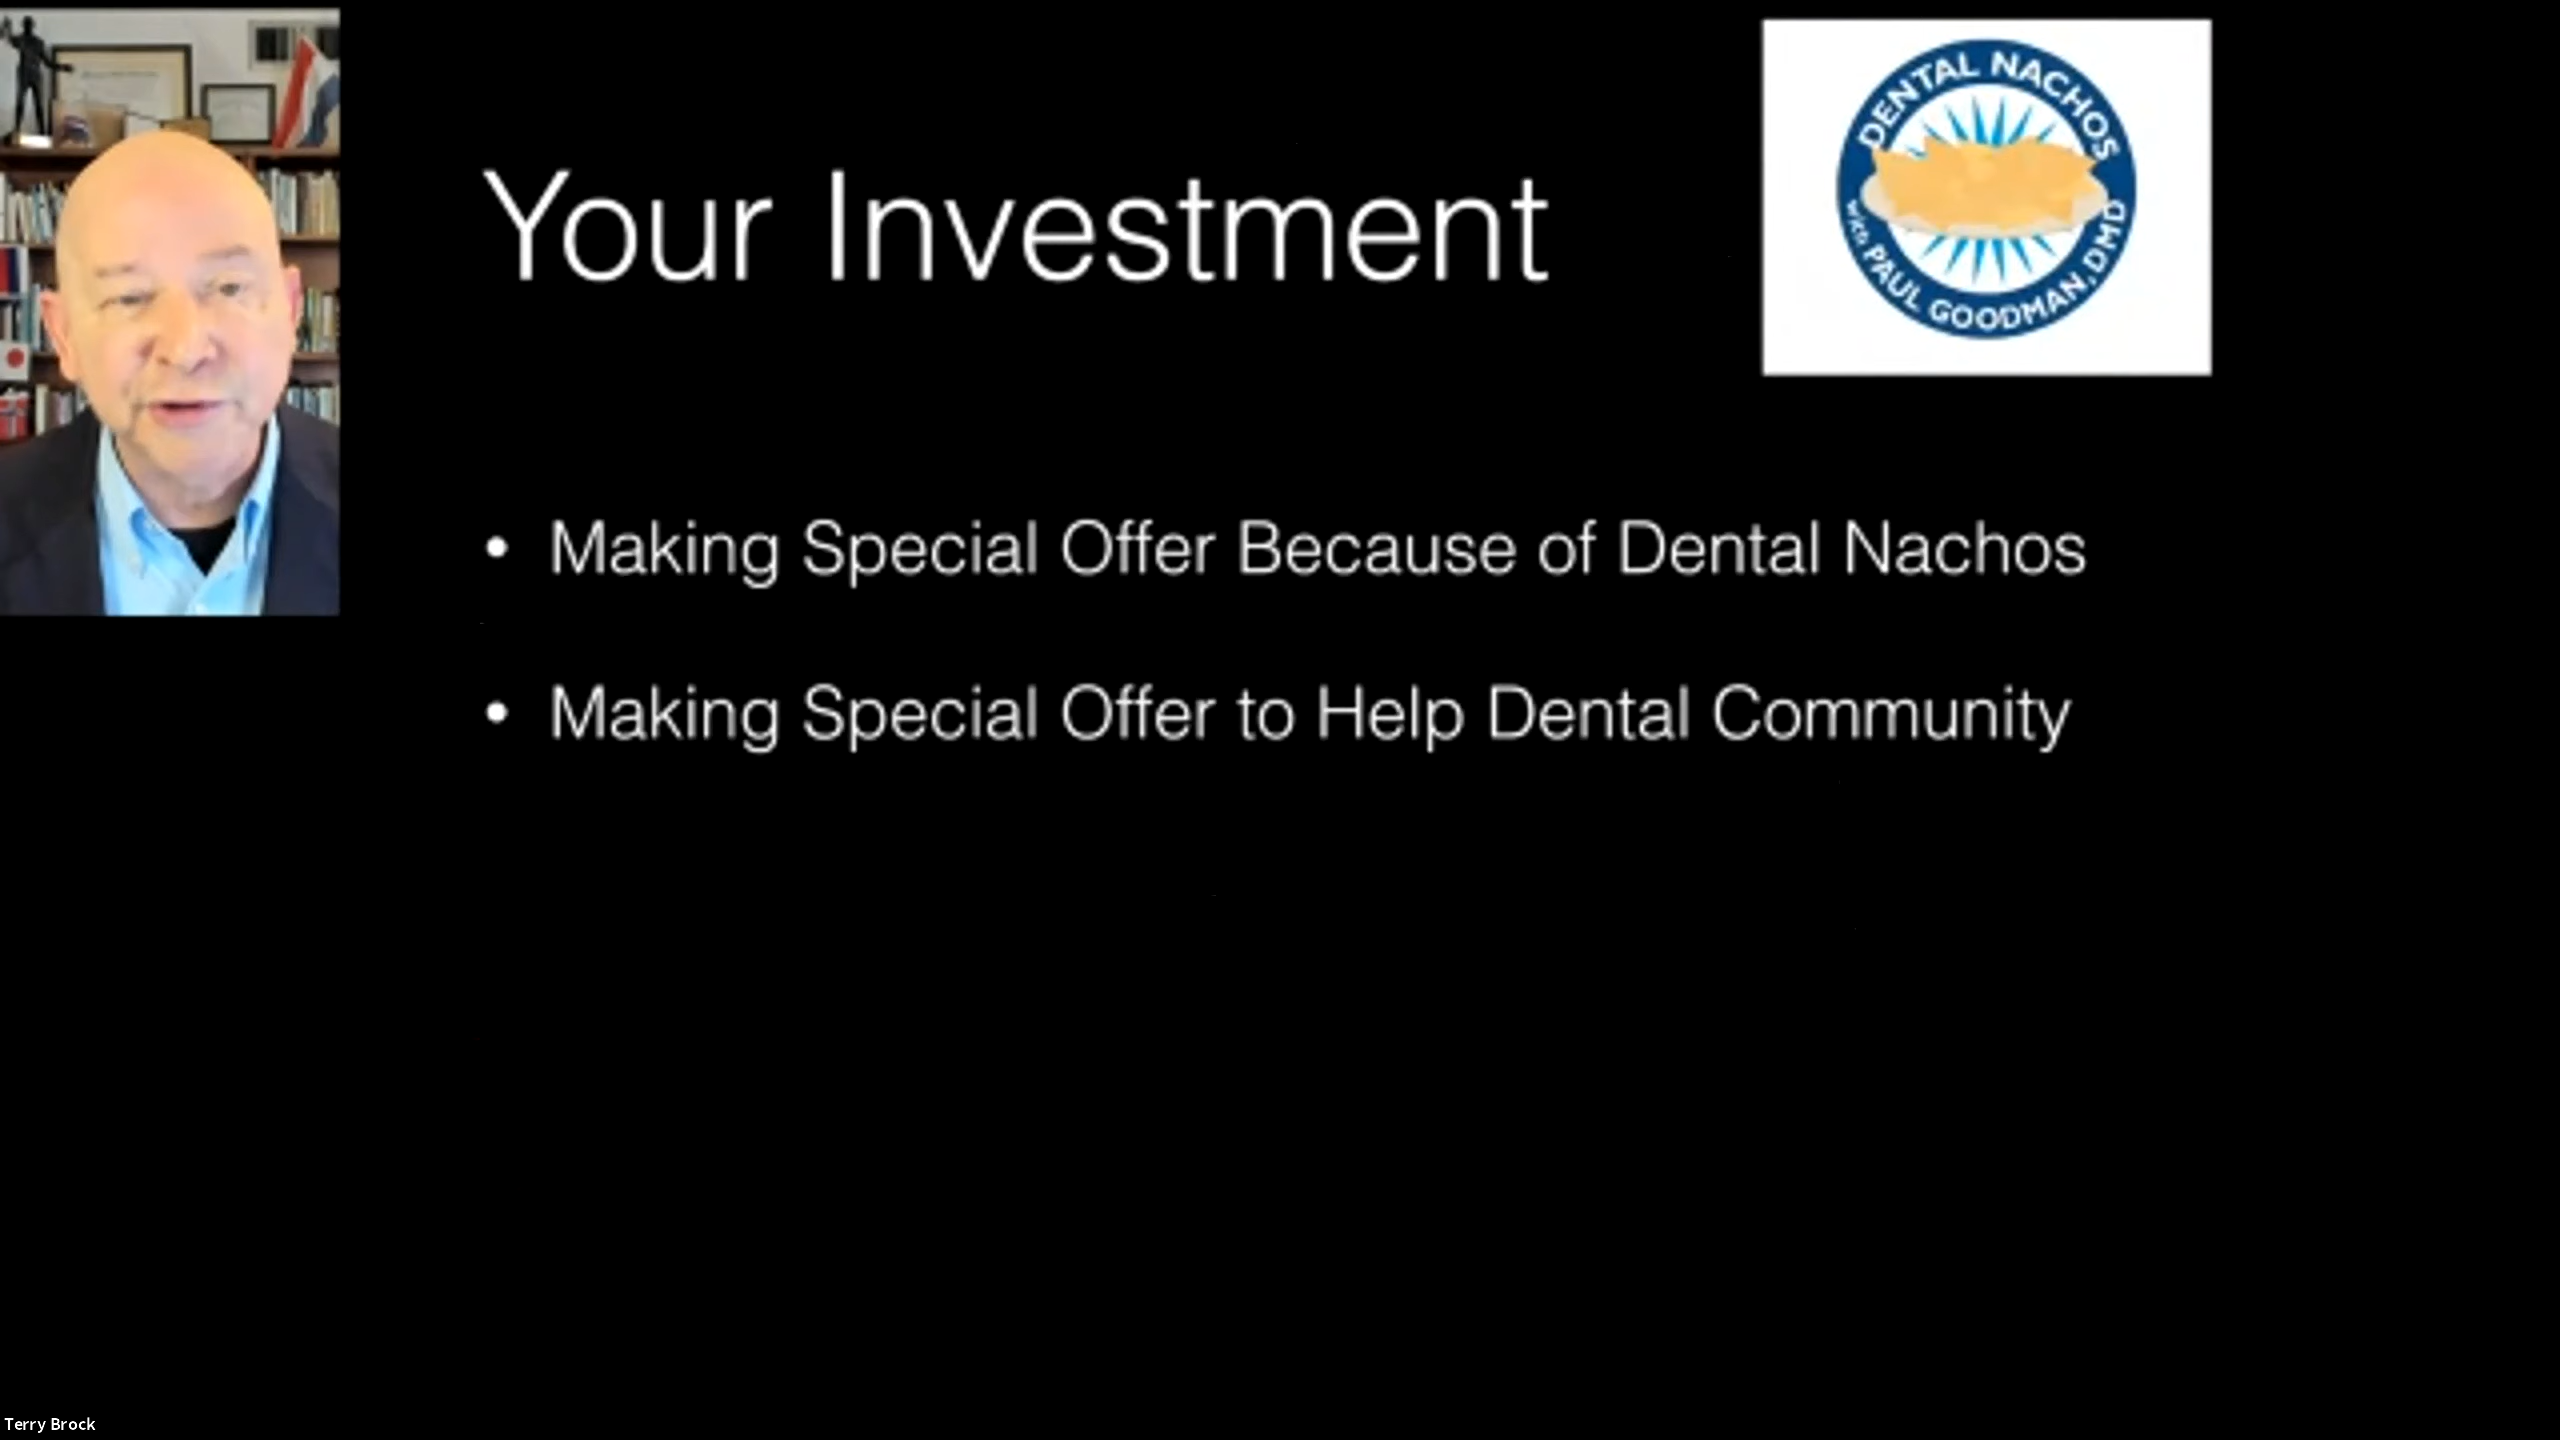 Your Investment
DENTAL NACHOS
with PAUL GOODMAN, DMD
• Making Special Offer Because of Dental Nachos
• Making Special Offer to Help Dental Community
Terry Brock